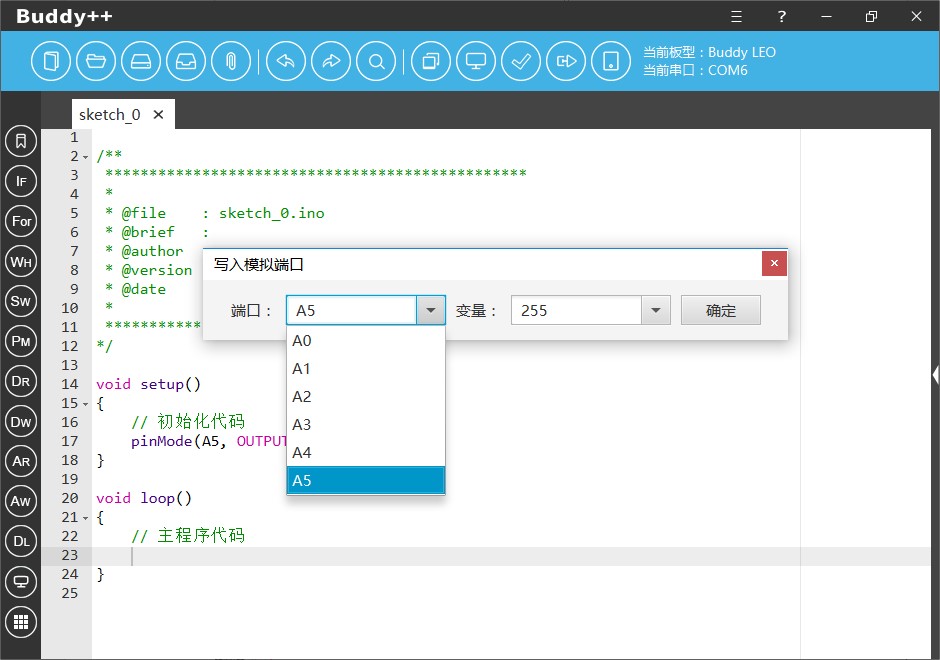 Buddy++
?
当前板型：Buddy LEO
当前串口：COM6
sketch_0
IF
For
WH
SW
PM
DR
DW
AR
AW
DL
1
2 /**
3 ************************************************
4 *
5 * @file    : sketch_0.ino
6 * @brief   :
7 * @author
8 * @version
9 * @date
10 *
11 ***********
12 */
13
14 void setup()
15 {
16 // 初始化代码
17 pinMode(A5, OUTPUT
18 }
19
20 void loop()
21 {
22 // 主程序代码
23
24 }
25
写入模拟端口
端口： A5 变量： 255 确定
A0
A1
A2
A3
A4
A5